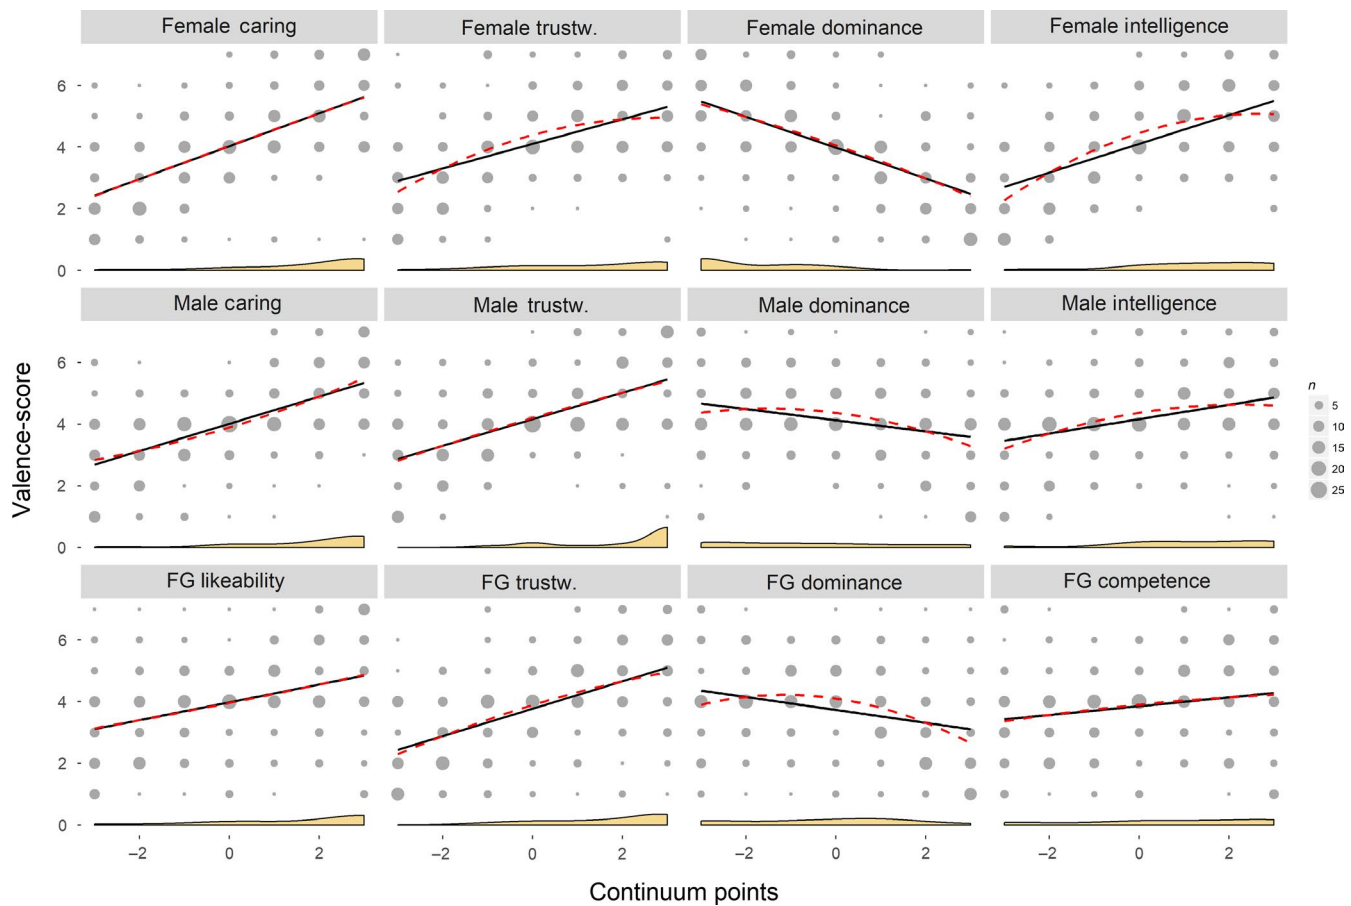 Female caring
Female trustw.
Female dominance
Female intelligence
6
4
2
0
Male caring
Male trustw.
Male dominance
Male intelligence
6
4
2
0
Valence-score
n
5
10
15
20
25
FG likeability
FG trustw.
FG dominance
FG competence
6
4
2
0
–2 0 2 –2 0 2 –2 0 2 –2 0 2
Continuum points